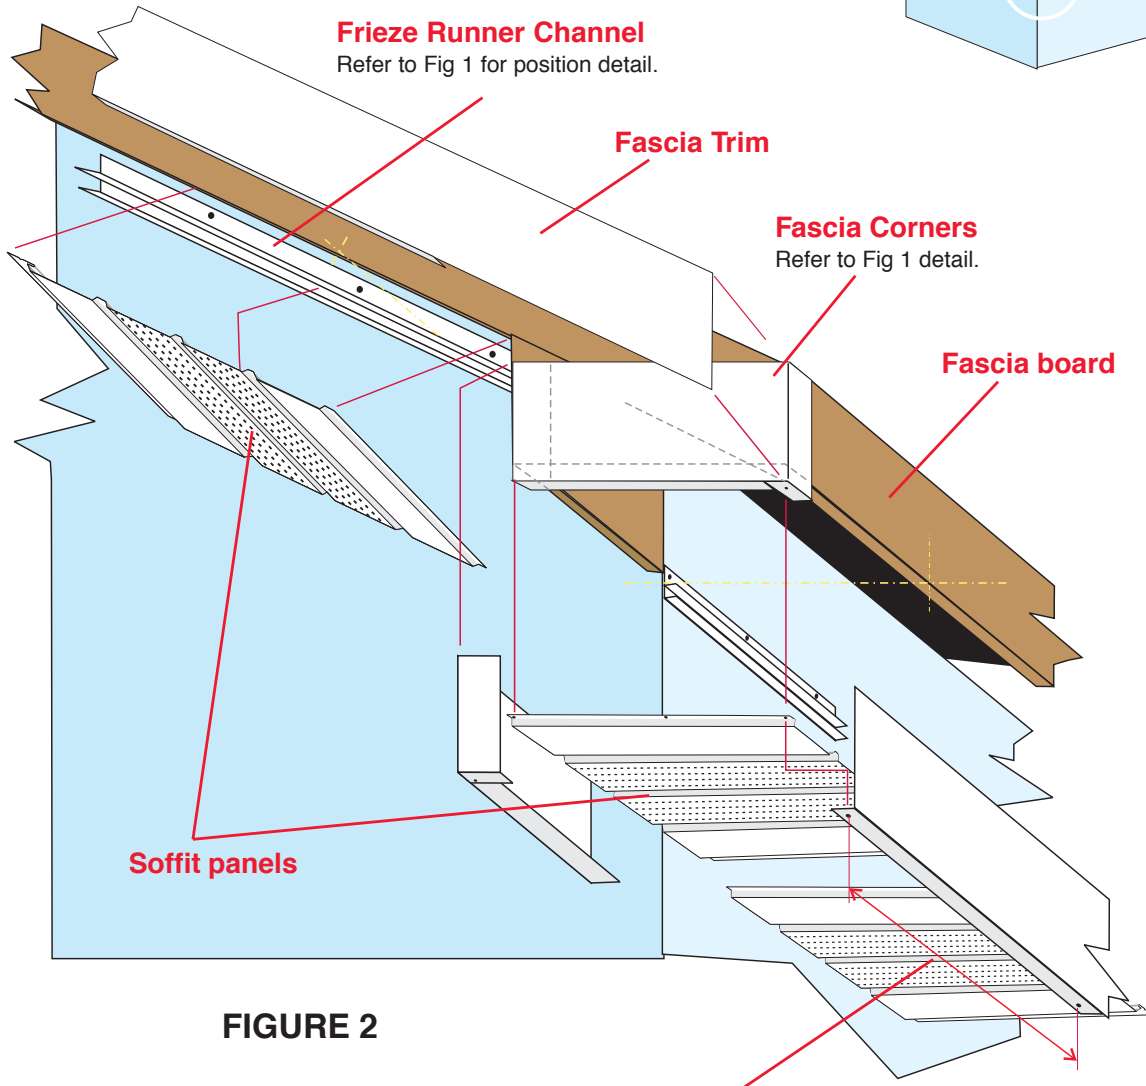 Frieze Runner Channel
Refer to Fig 1 for position detail.
Fascia Trim
Fascia Corners
Refer to Fig 1 detail.
Fascia board
Soffit panels
FIGURE 2